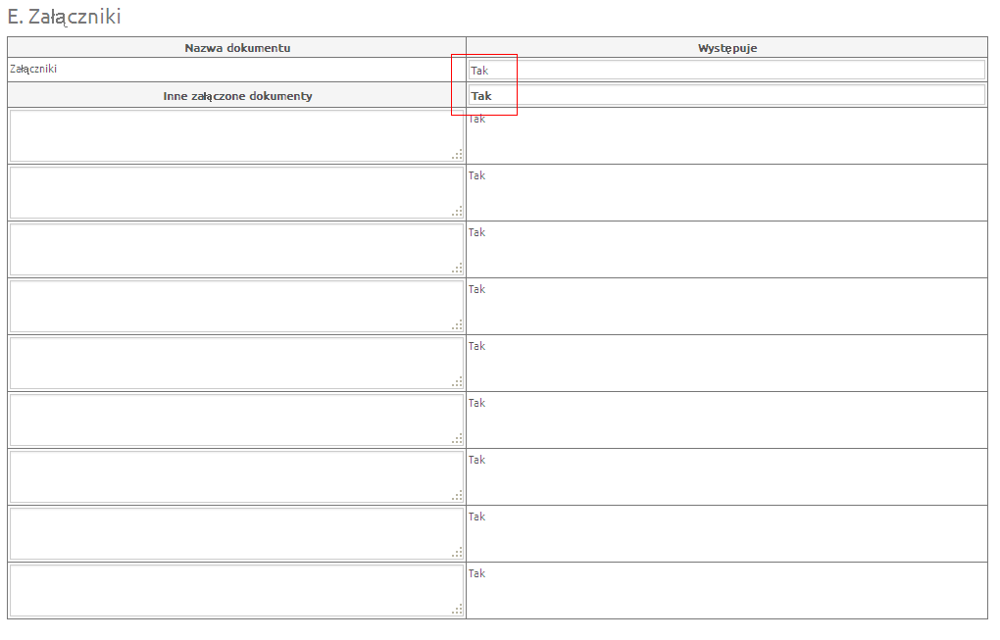 E. Załączniki
Nazwa dokumentu Występuje
Załączniki Tak
Inne załączone dokumenty Tak
Tak
Tak
Tak
Tak
Tak
Tak
Tak
Tak
Tak